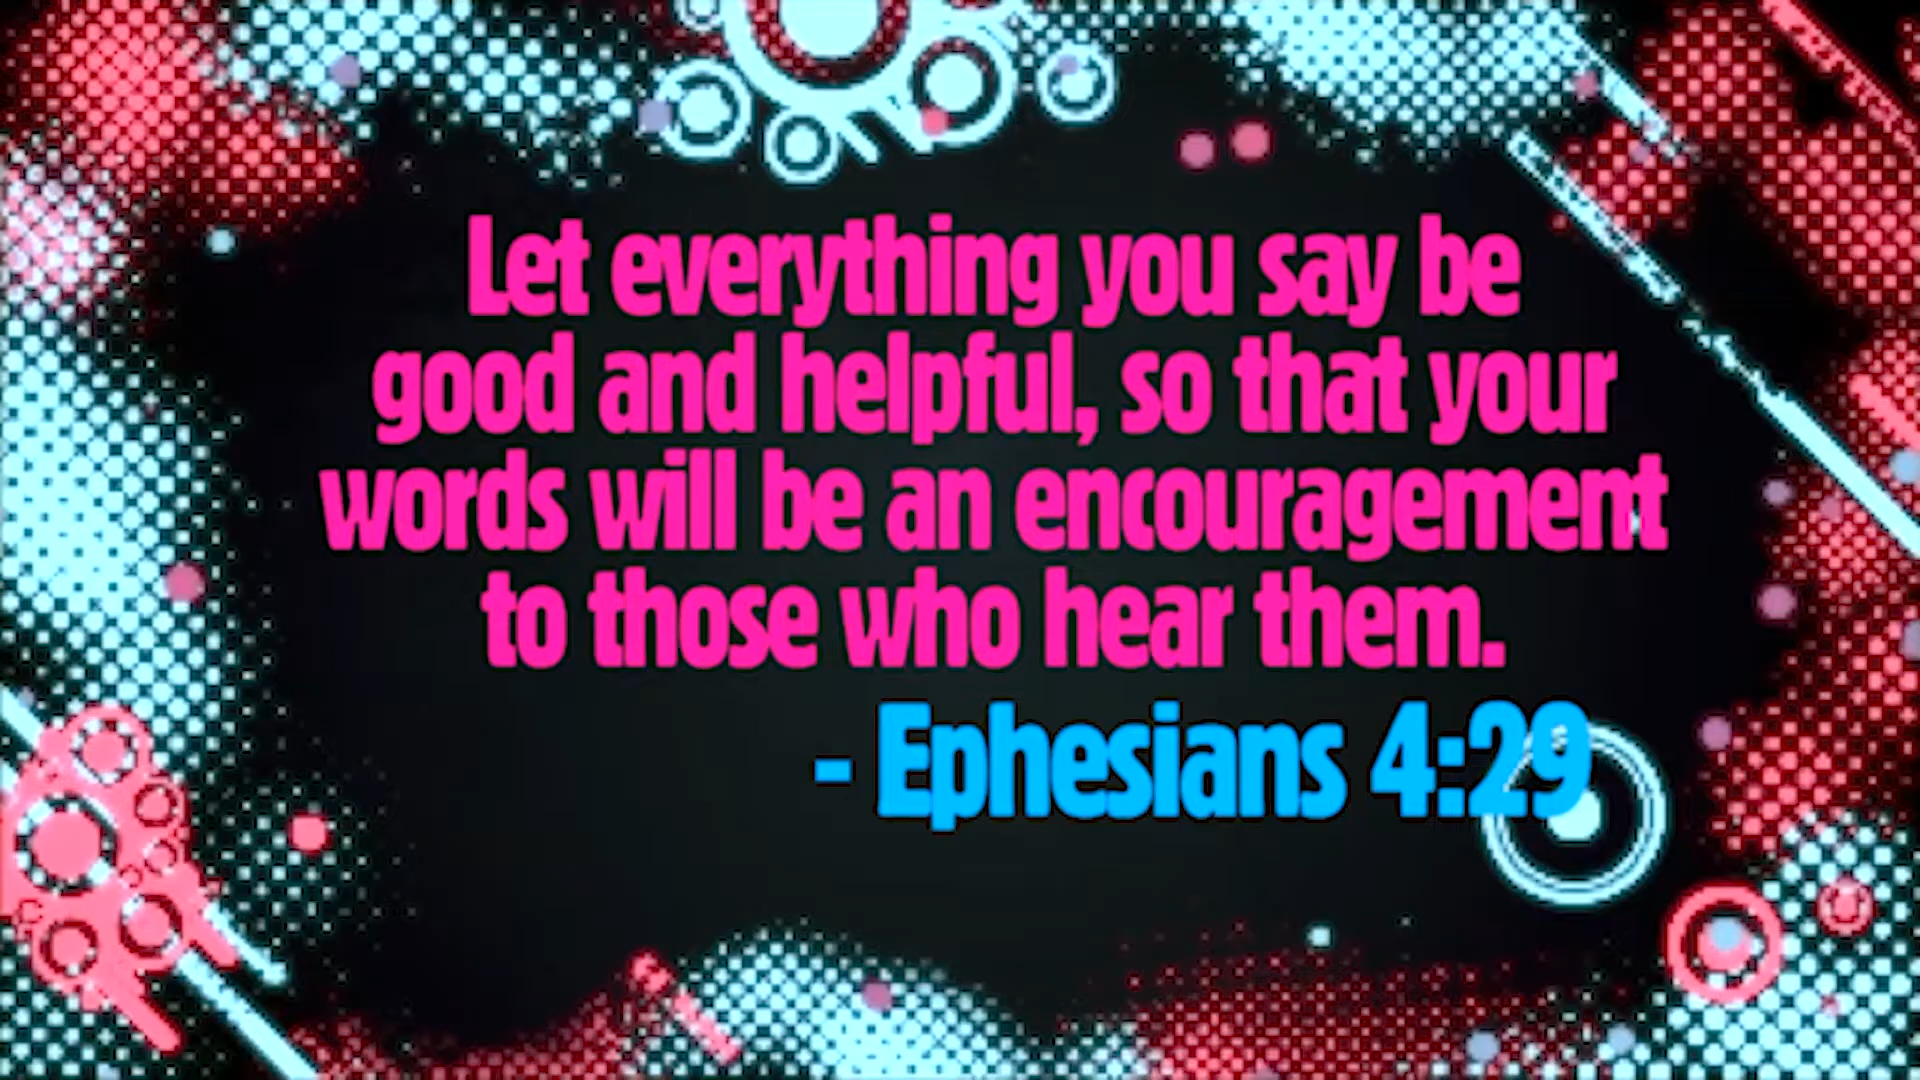 Let everything you say be
good and helpful, so that your
words will be an encouragement
to those who hear them.
- Ephesians 4:29